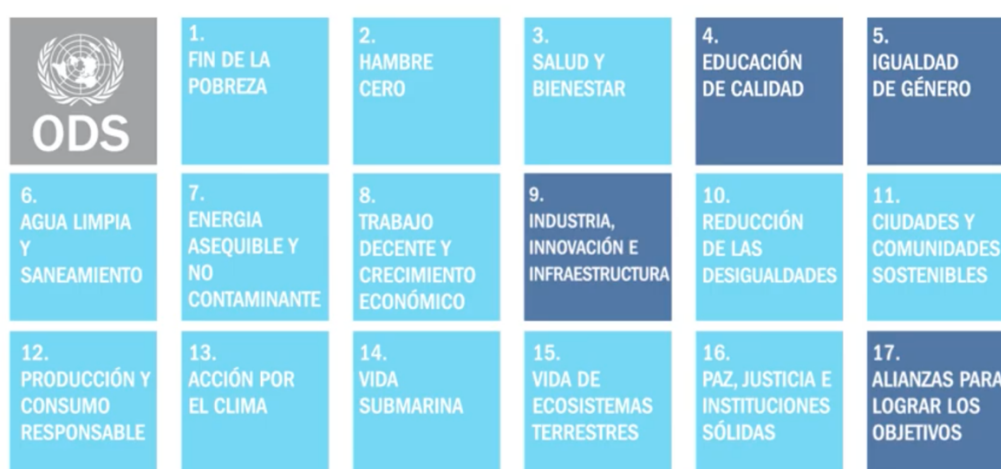 ODS
1.
FIN DE LA
POBREZA
2.
HAMBRE
CERO
3.
SALUD Y
BIENESTAR
4.
EDUCACIÓN
DE CALIDAD
5.
IGUALDAD
DE GÉNERO
6.
AGUA LIMPIA
Y
SANEAMIENTO
7.
ENERGIA
ASEQUIBLE Y
NO
CONTAMINANTE
8.
TRABAJO
DECENTE Y
CRECIMIENTO
ECONÓMICO
9.
INDUSTRIA,
INNOVACIÓN E
INFRAESTRUCTURA
10.
REDUCCIÓN
DE LAS
DESIGUALDADES
11.
CIUDADES Y
COMUNIDADES
SOSTENIBLES
12.
PRODUCCIÓN Y
CONSUMO
RESPONSABLE
13.
ACCIÓN POR
EL CLIMA
14.
VIDA
SUBMARINA
15.
VIDA DE
ECOSISTEMAS
TERRESTRES
16.
PAZ, JUSTICIA E
INSTITUCIONES
SÓLIDAS
17.
ALIANZAS PARA
LOGRAR LOS
OBJETIVOS